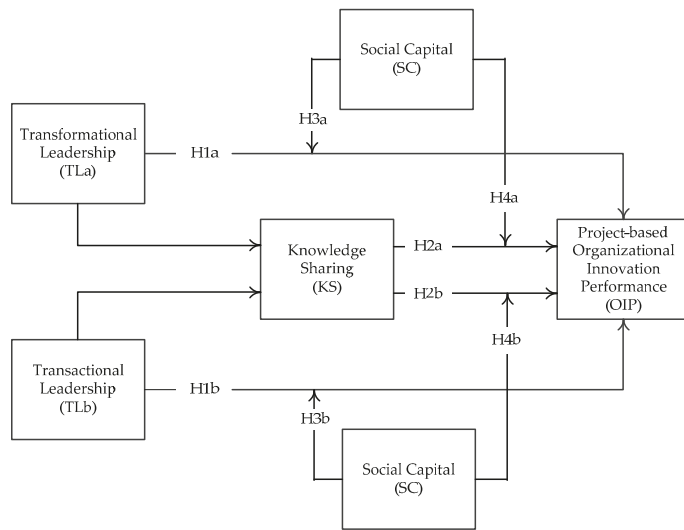 Social Capital
(SC)
H3a
Transformational
Leadership
(TLa)
H1a
H4a
Knowledge
Sharing
(KS)
H2a
H2b
Project-based
Organizational
Innovation
Performance
(OIP)
H4b
Transactional
Leadership
(TLb)
H1b
H3b
Social Capital
(SC)